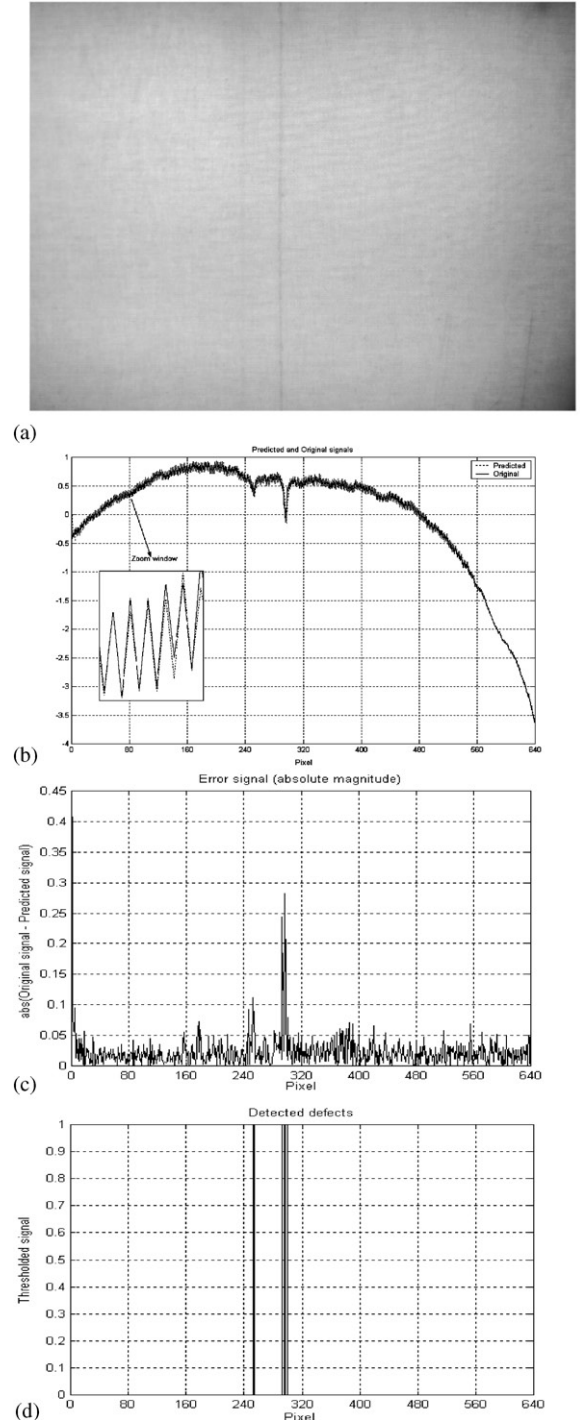 (a)
Predicted and Original signals
Predicted
Original
Zoom window
1
0.5
0
-0.5
-1
-1.5
-2
-2.5
-3
-3.5
-4
0 80 160 240 320 400 480 560 640
Pixel
(b)
Error signal (absolute magnitude)
abs(Original signal - Predicted signal)
0.45
0.4
0.35
0.3
0.25
0.2
0.15
0.1
0.05
0
0 80 160 240 320 400 480 560 640
Pixel
(c)
Detected defects
Thresholded signal
1
0.9
0.8
0.7
0.6
0.5
0.4
0.3
0.2
0.1
0
0 80 160 240 320 400 480 560 640
Pixel
(d)